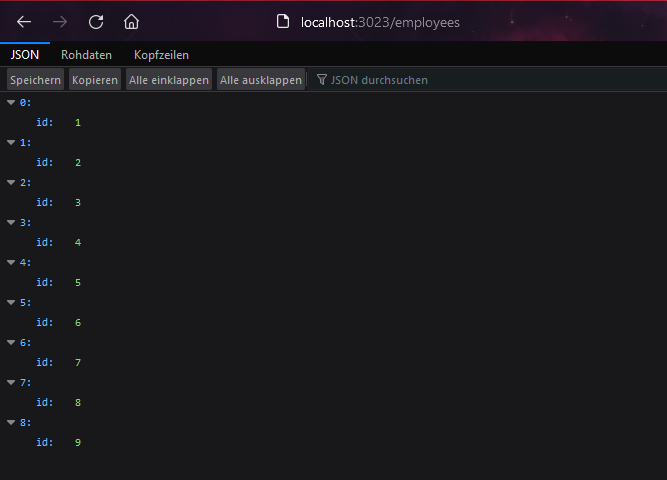 localhost:3023/employees
JSON Rohdaten Kopfzeilen
Speichern Kopieren Alle einklappen Alle ausklappen JSON durchsuchen
0:
id: 1
1:
id: 2
2:
id: 3
3:
id: 4
4:
id: 5
5:
id: 6
6:
id: 7
7:
id: 8
8:
id: 9